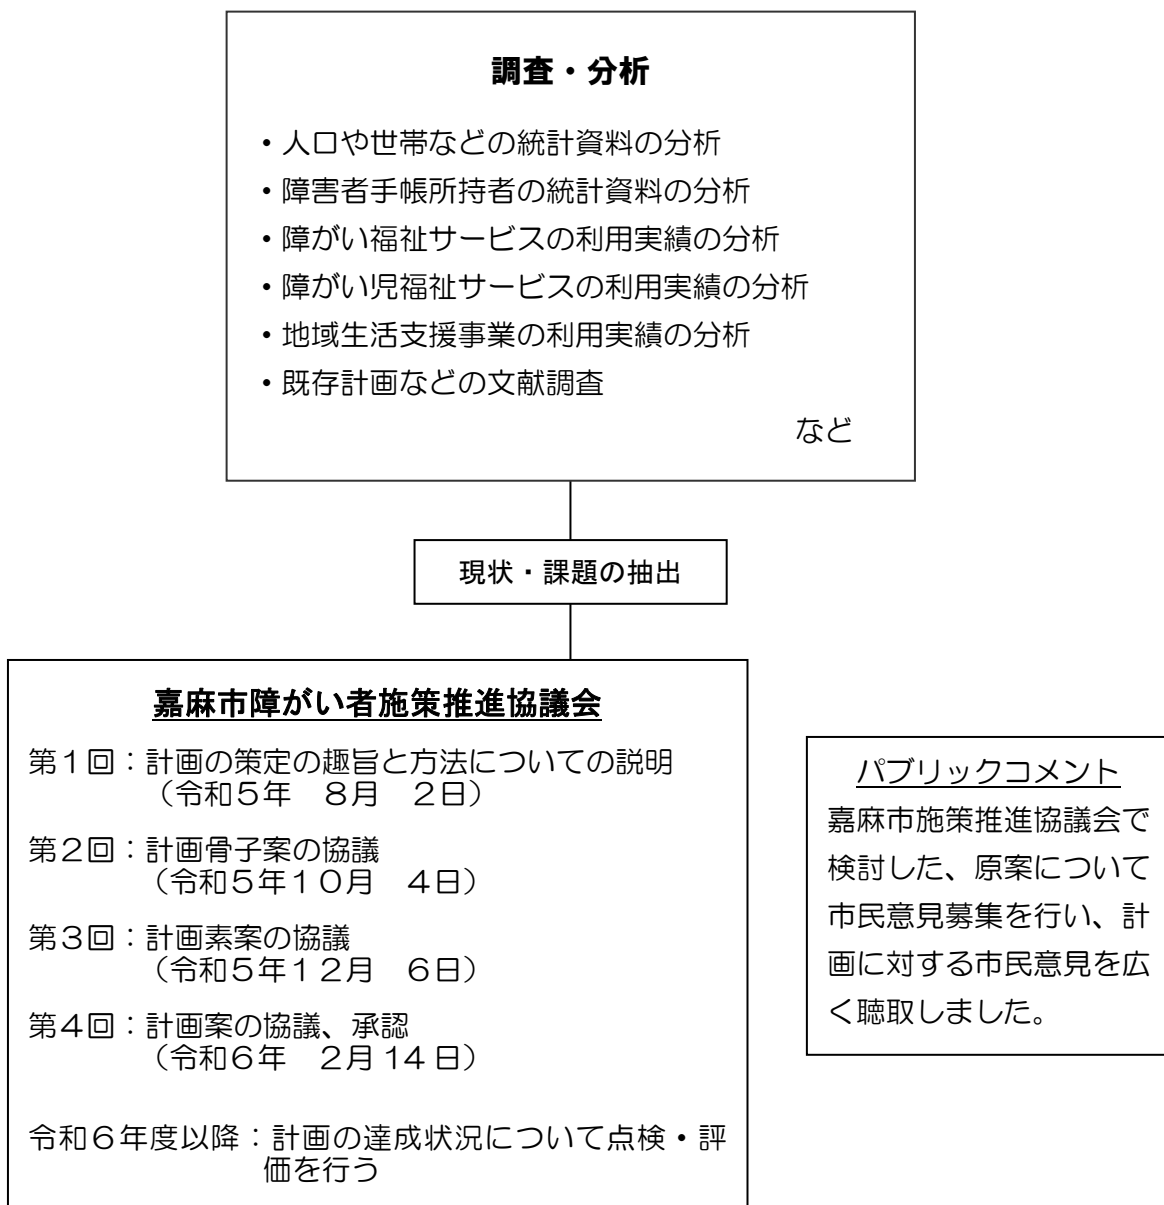 調査・分析
・人口や世帯などの統計資料の分析
・障害者手帳所持者の統計資料の分析
・障がい福祉サービスの利用実績の分析
・障がい児福祉サービスの利用実績の分析
・地域生活支援事業の利用実績の分析
・既存計画などの文献調査
など
現状・課題の抽出
嘉麻市障がい者施策推進協議会
第1回：計画の策定の趣旨と方法についての説明
（令和5年　8月　2日）
第2回：計画骨子案の協議
（令和5年10月　4日）
第3回：計画素案の協議
（令和5年12月　6日）
第4回：計画案の協議、承認
（令和6年　2月14日）
令和6年度以降：計画の達成状況について点検・評
価を行う
パブリックコメント
嘉麻市施策推進協議会で
検討した、原案について
市民意見募集を行い、計
画に対する市民意見を広
く聴取しました。